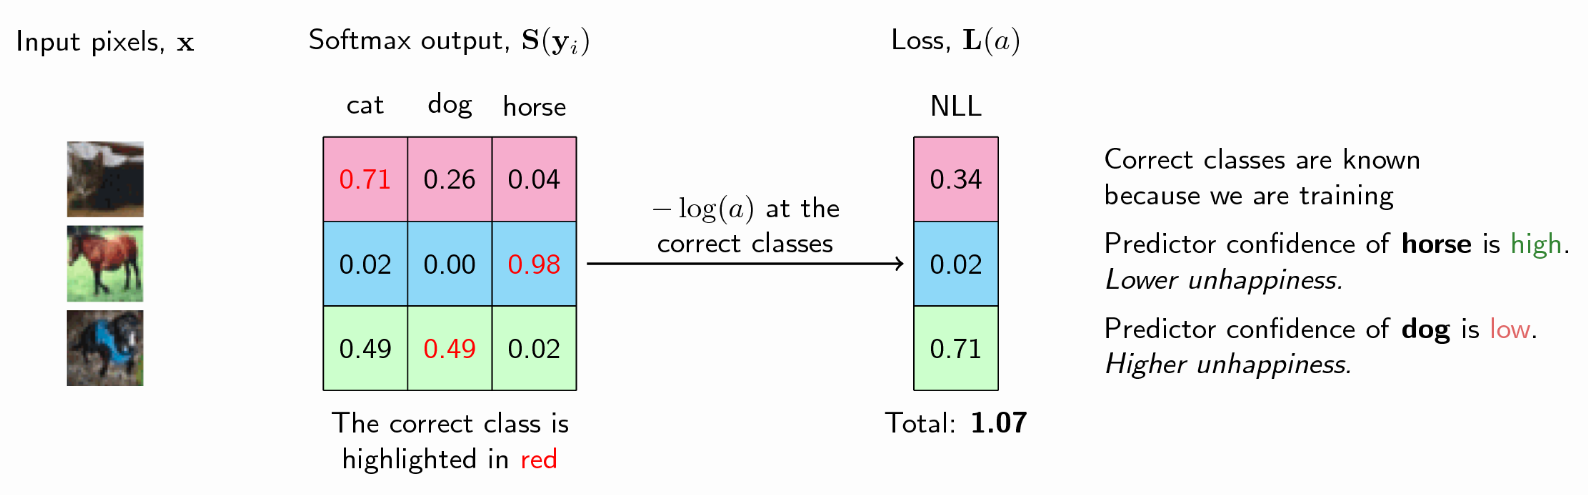 Input pixels, x
Softmax output, S(y_i)
Loss, L(a)
cat dog horse
NLL
0.71 0.26 0.04
0.34
0.02 0.00 0.98
0.02
0.49 0.49 0.02
0.71
− log(a) at the
correct classes
Correct classes are known
because we are training
Predictor confidence of horse is high.
Lower unhappiness.
Predictor confidence of dog is low.
Higher unhappiness.
The correct class is
highlighted in red
Total: 1.07